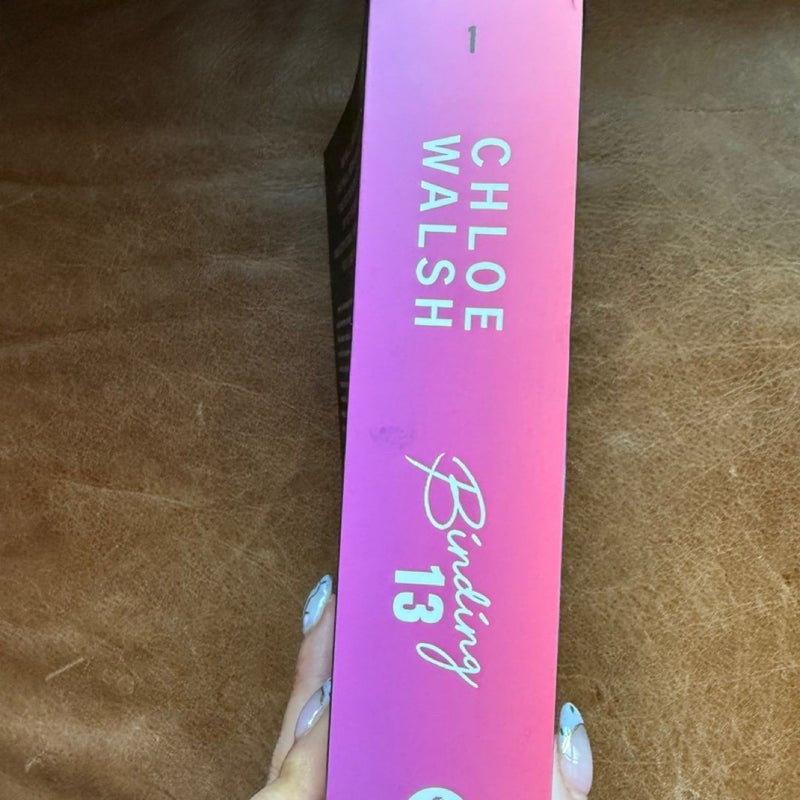 1
CHLOE
WALSH
Binding
13